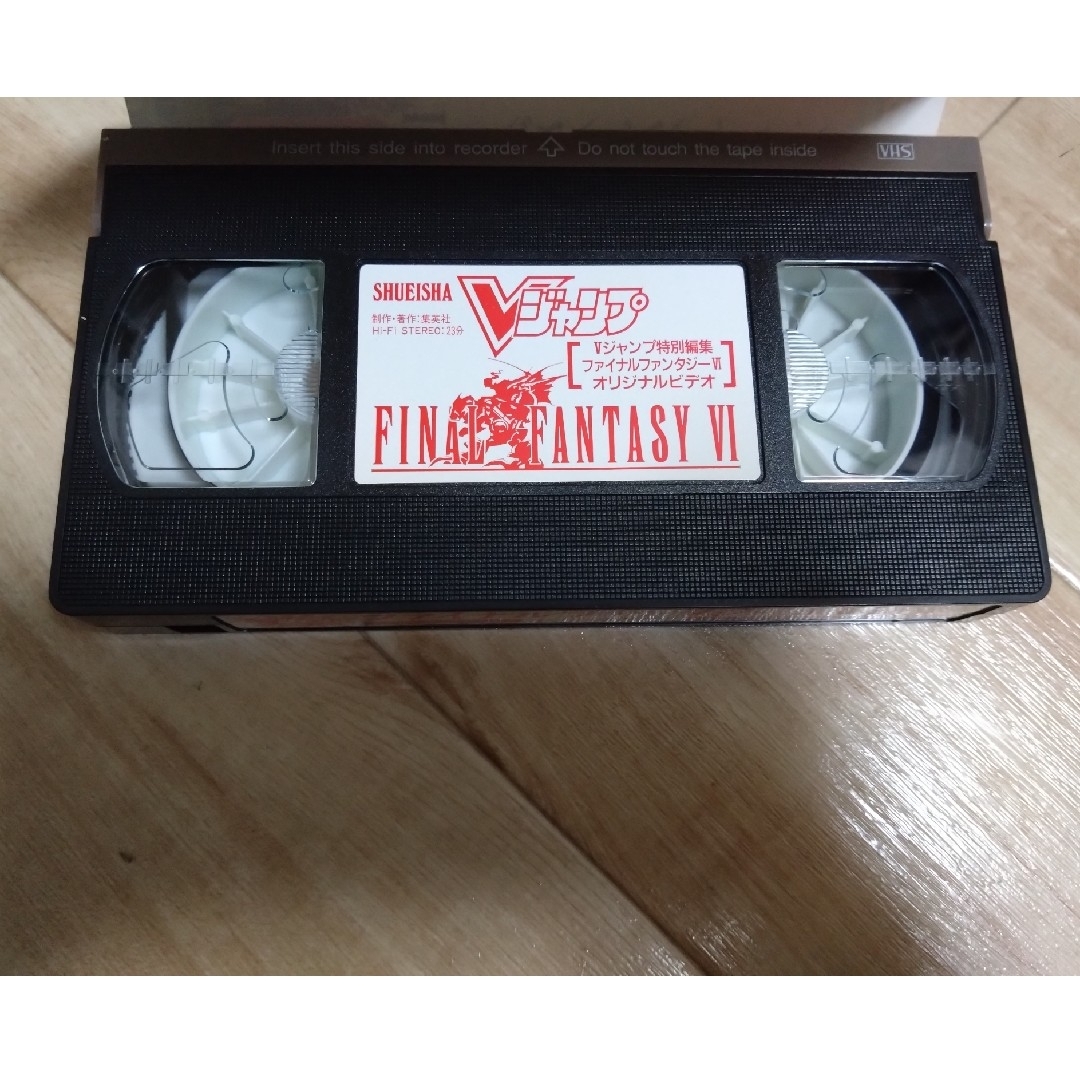 Insert this side into recorder ⇧ Do not touch the tape inside VHS
SHUEISHA
Vジャンプ
制作・著作:集英社
HI-FI STEREO:23分
Vジャンプ特別編集
ファイナルファンタジーVI
オリジナルビデオ
FINAL FANTASY VI